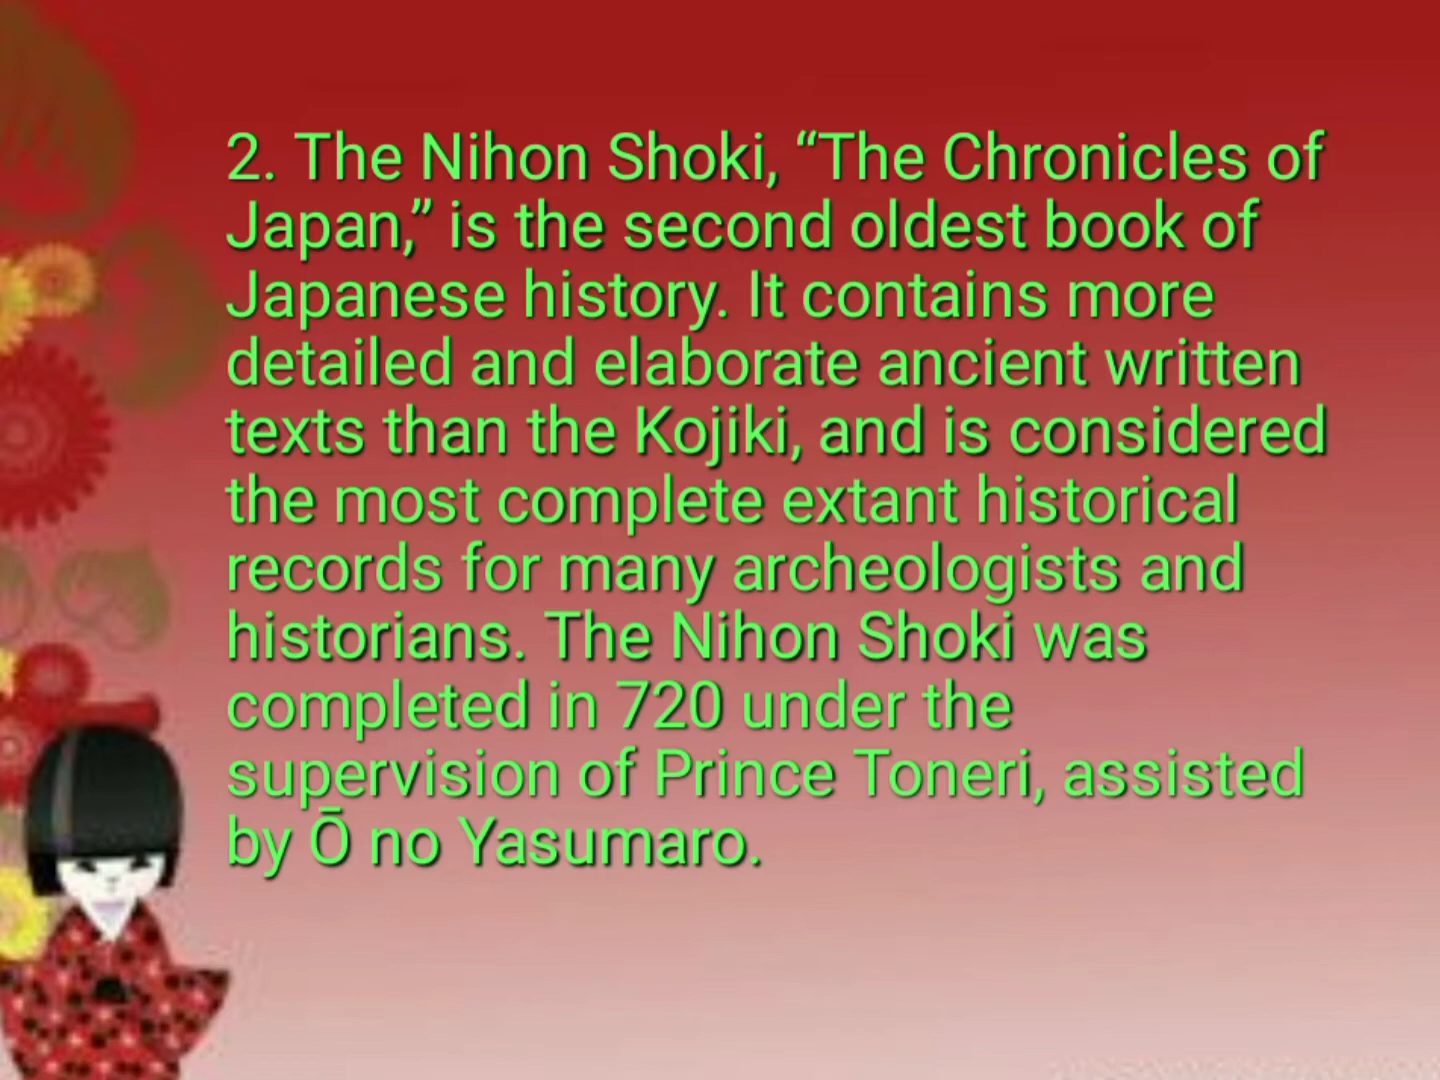 2. The Nihon Shoki, “The Chronicles of
Japan,” is the second oldest book of
Japanese history. It contains more
detailed and elaborate ancient written
texts than the Kojiki, and is considered
the most complete extant historical
records for many archeologists and
historians. The Nihon Shoki was
completed in 720 under the
supervision of Prince Toneri, assisted
by Ō no Yasumaro.